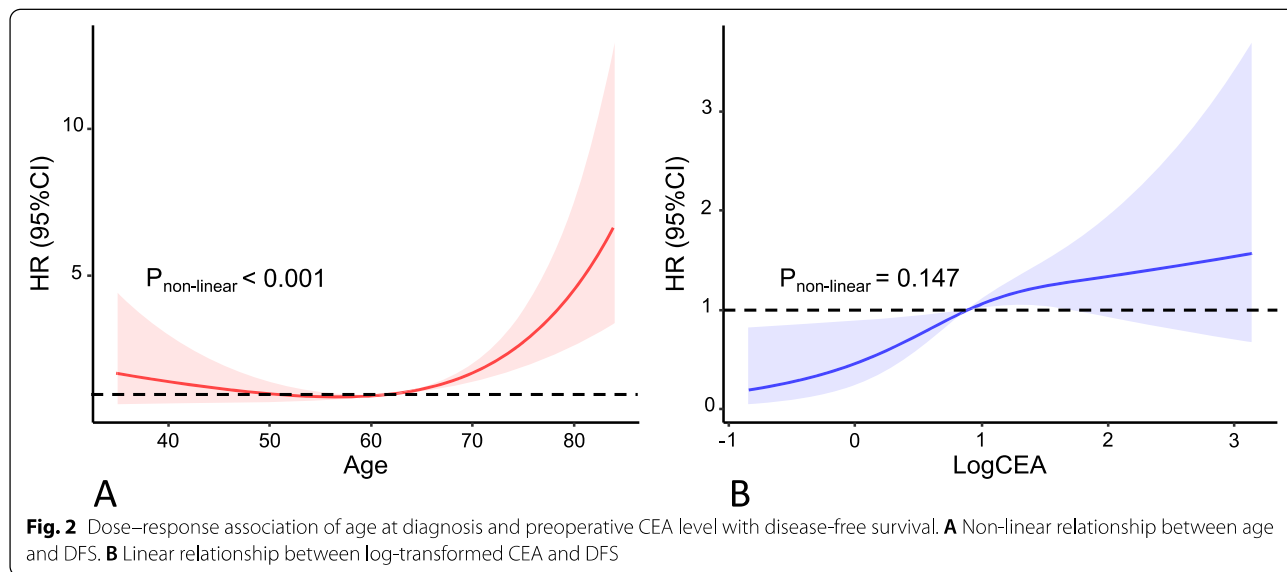 10
5
HR (95%CI)
P non-linear < 0.001
40 50 60 70 80
Age
A
3
2
1
0
HR (95%CI)
P non-linear = 0.147
-1 0 1 2 3
LogCEA
B
Fig. 2 Dose–response association of age at diagnosis and preoperative CEA level with disease-free survival. A Non-linear relationship between age
and DFS. B Linear relationship between log-transformed CEA and DFS